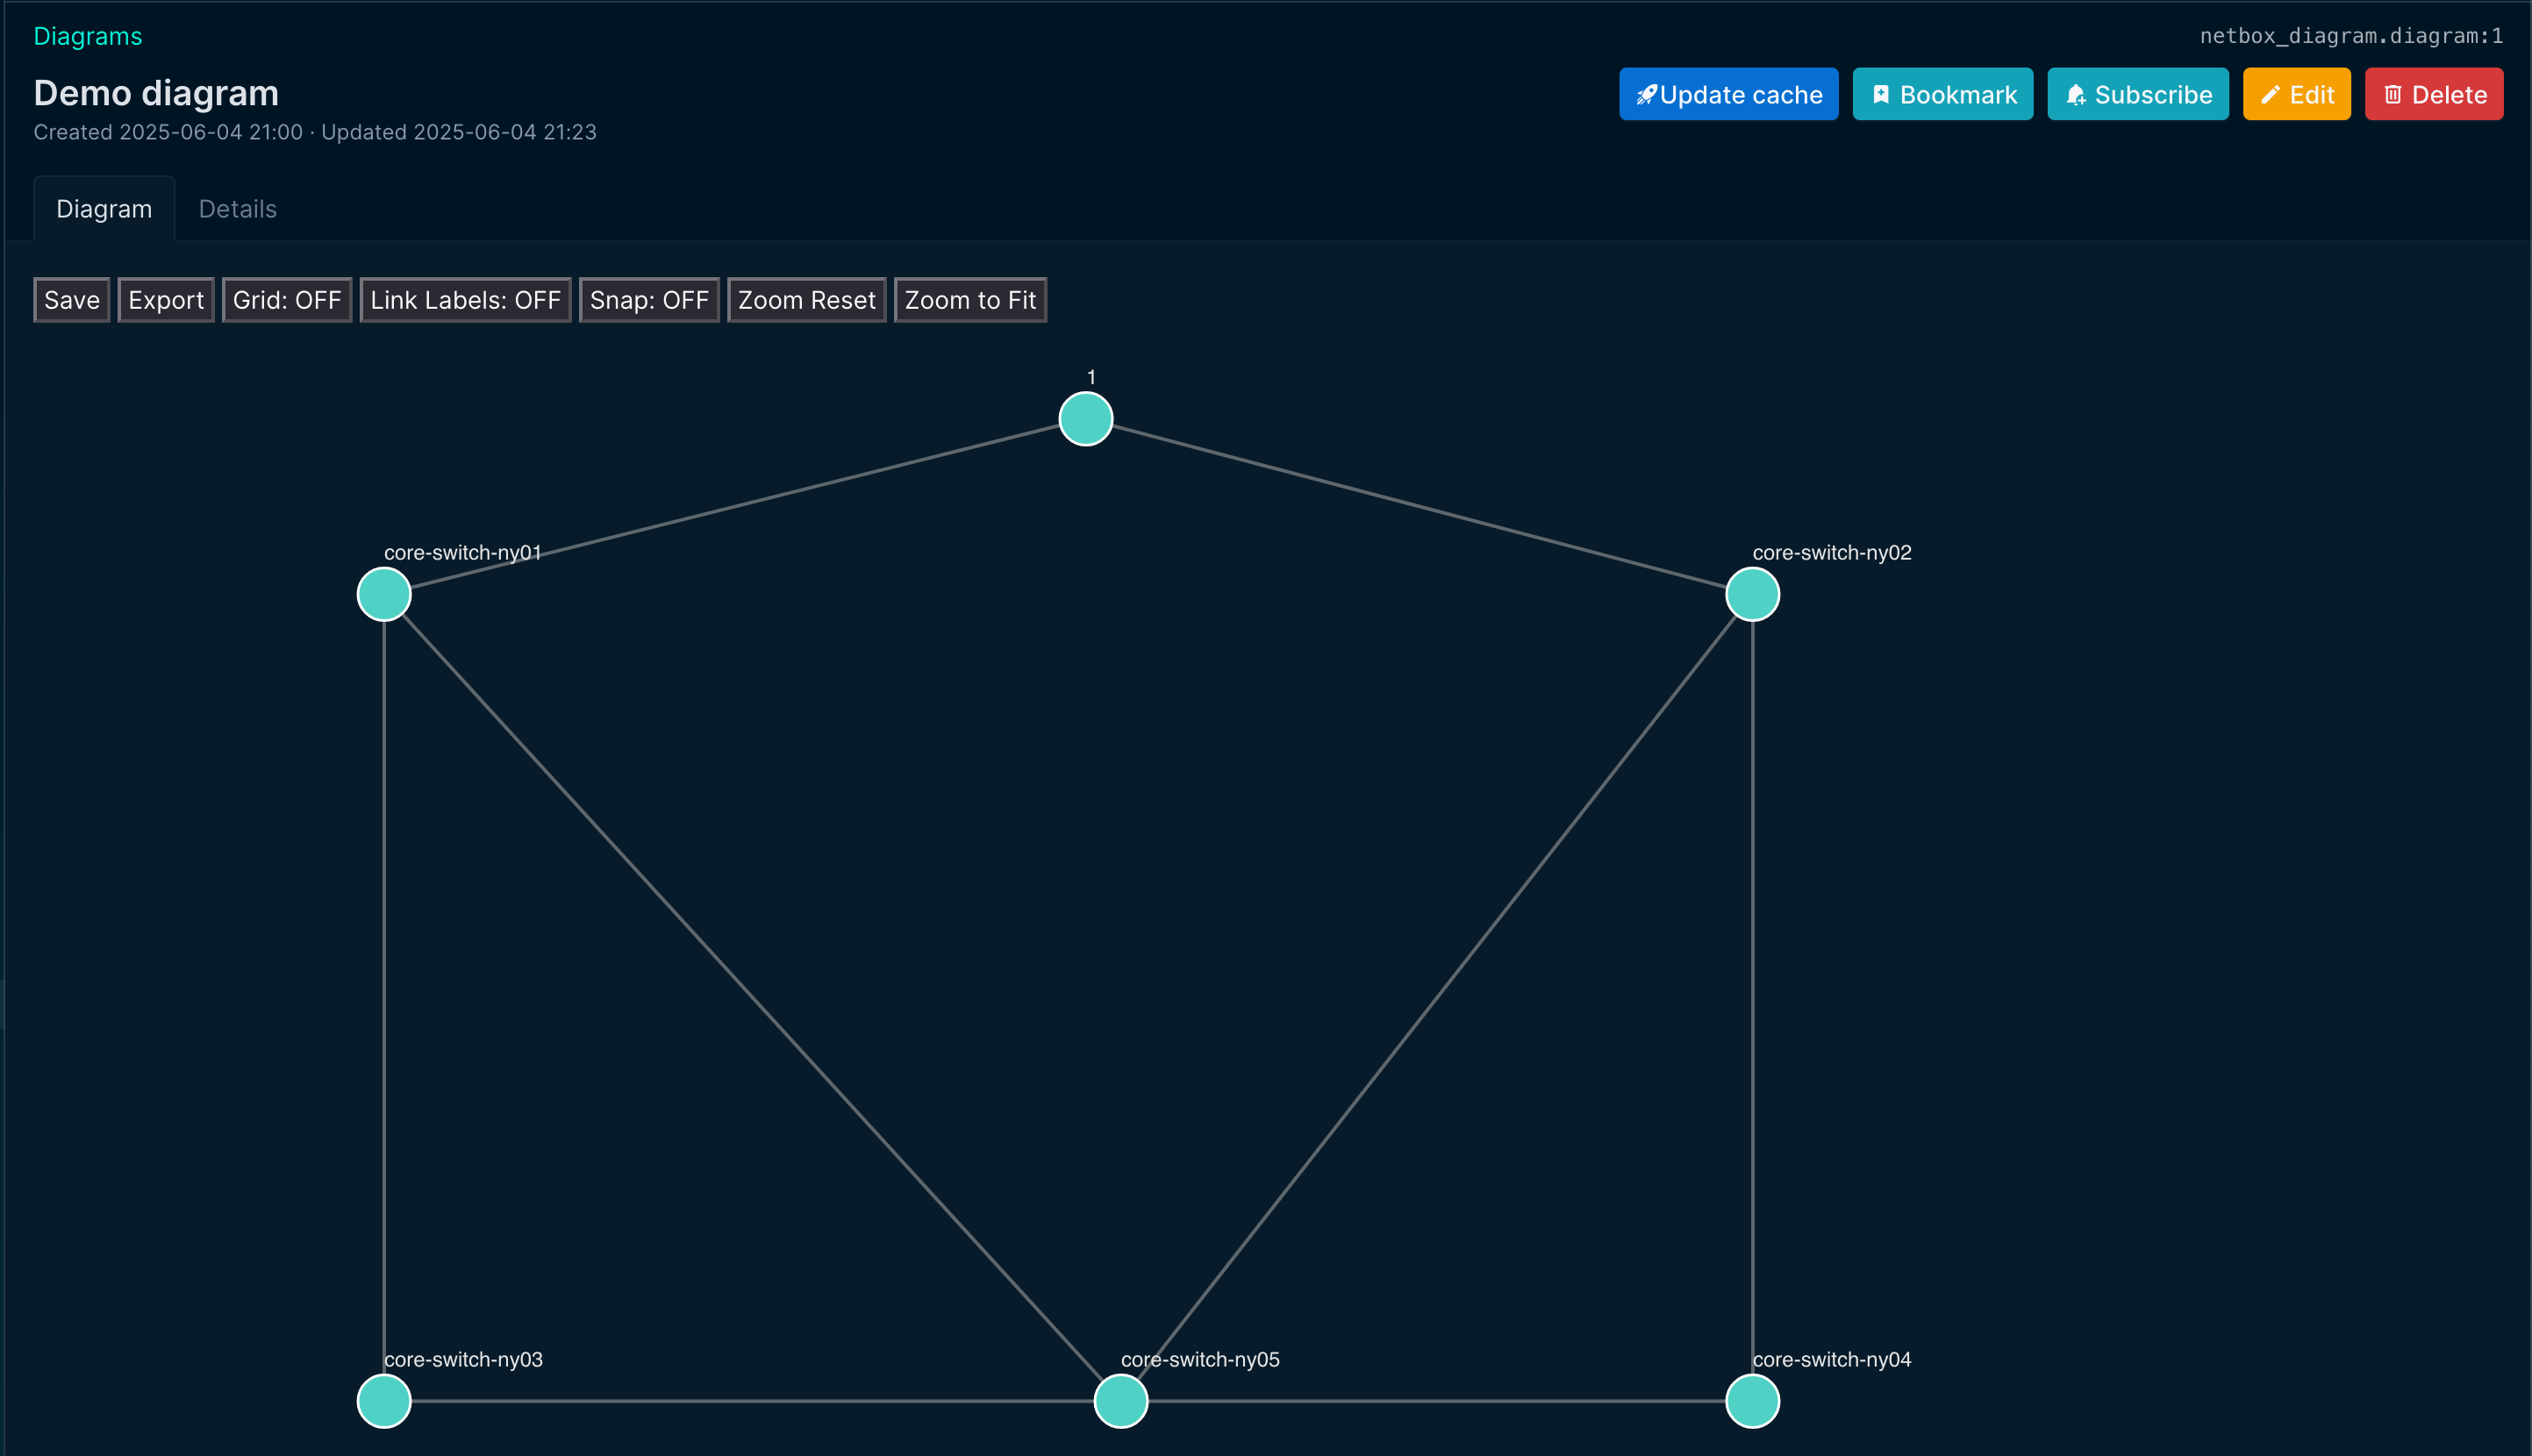 Diagrams
netbox_diagram.diagram:1
Demo diagram
Update cache
Bookmark
Subscribe
Edit
Delete
Created 2025-06-04 21:00 · Updated 2025-06-04 21:23
Diagram
Details
Save
Export
Grid: OFF
Link Labels: OFF
Snap: OFF
Zoom Reset
Zoom to Fit
1
core-switch-ny01
core-switch-ny02
core-switch-ny03
core-switch-ny05
core-switch-ny04